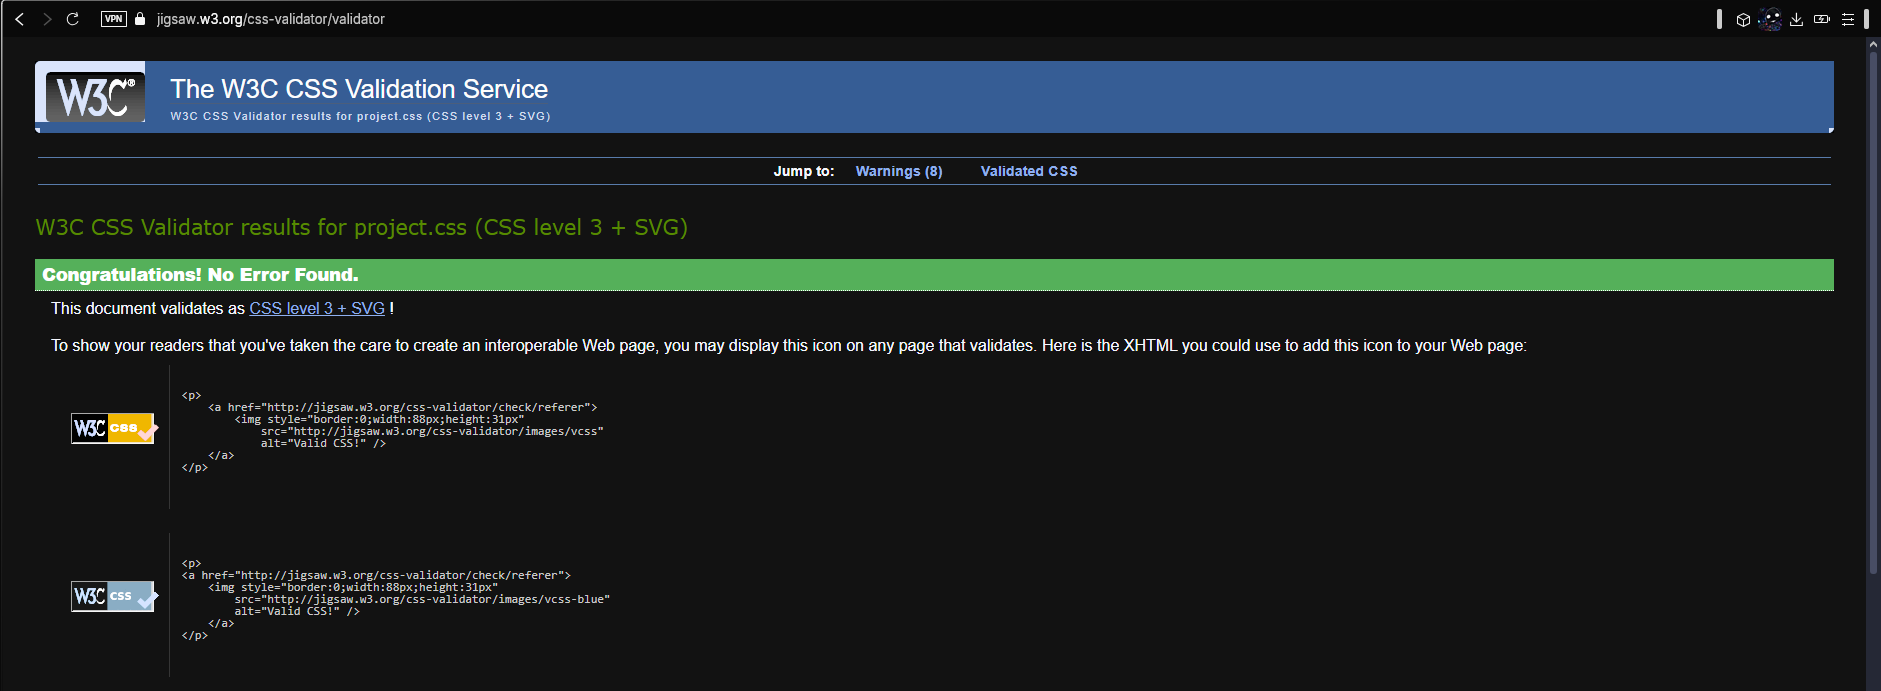 VPN jigsaw.w3.org/css-validator/validator
W3C®
The W3C CSS Validation Service
W3C CSS Validator results for project.css (CSS level 3 + SVG)
Jump to: Warnings (8) Validated CSS
W3C CSS Validator results for project.css (CSS level 3 + SVG)
Congratulations! No Error Found.
This document validates as CSS level 3 + SVG !
To show your readers that you've taken the care to create an interoperable Web page, you may display this icon on any page that validates. Here is the XHTML you could use to add this icon to your Web page:
W3C css
<p>
    <a href="http://jigsaw.w3.org/css-validator/check/referer">
        <img style="border:0;width:88px;height:31px"
            src="http://jigsaw.w3.org/css-validator/images/vcss"
            alt="Valid CSS!" />
    </a>
</p>
W3C css
<p>
<a href="http://jigsaw.w3.org/css-validator/check/referer">
    <img style="border:0;width:88px;height:31px"
        src="http://jigsaw.w3.org/css-validator/images/vcss-blue"
        alt="Valid CSS!" />
    </a>
</p>